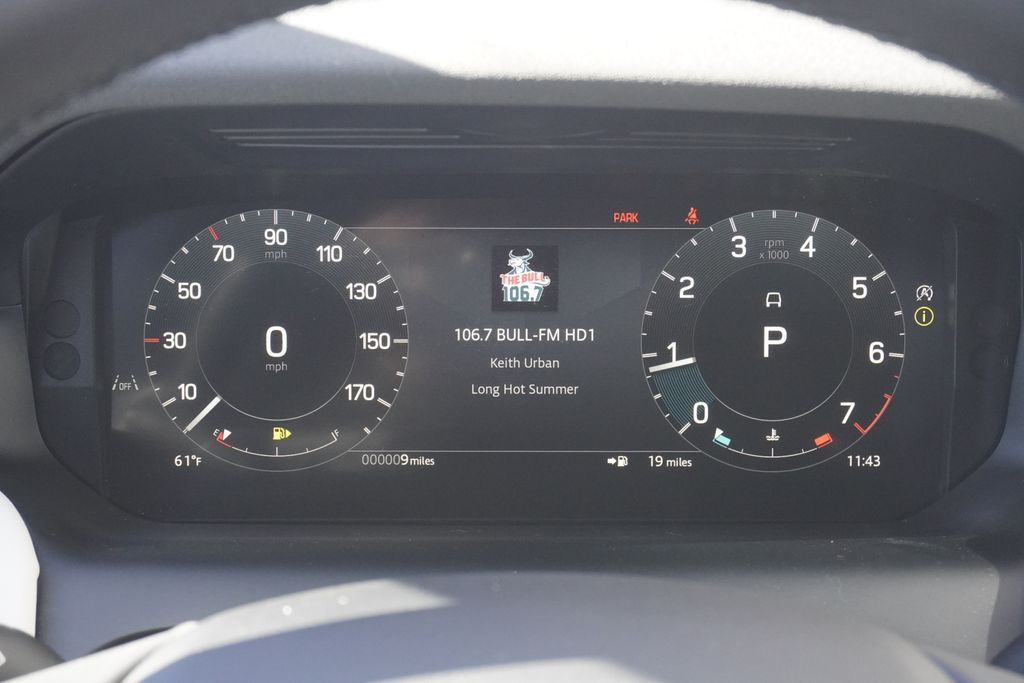 PARK
90
mph
70
110
50
130
30
150
10
170
0
mph
E
F
OFF
61°F
000009 miles
THE BULL
106.7
106.7 BULL-FM HD1
Keith Urban
Long Hot Summer
19 miles
rpm
x 1000
3
4
2
5
1
6
0
7
P
A
i
11:43